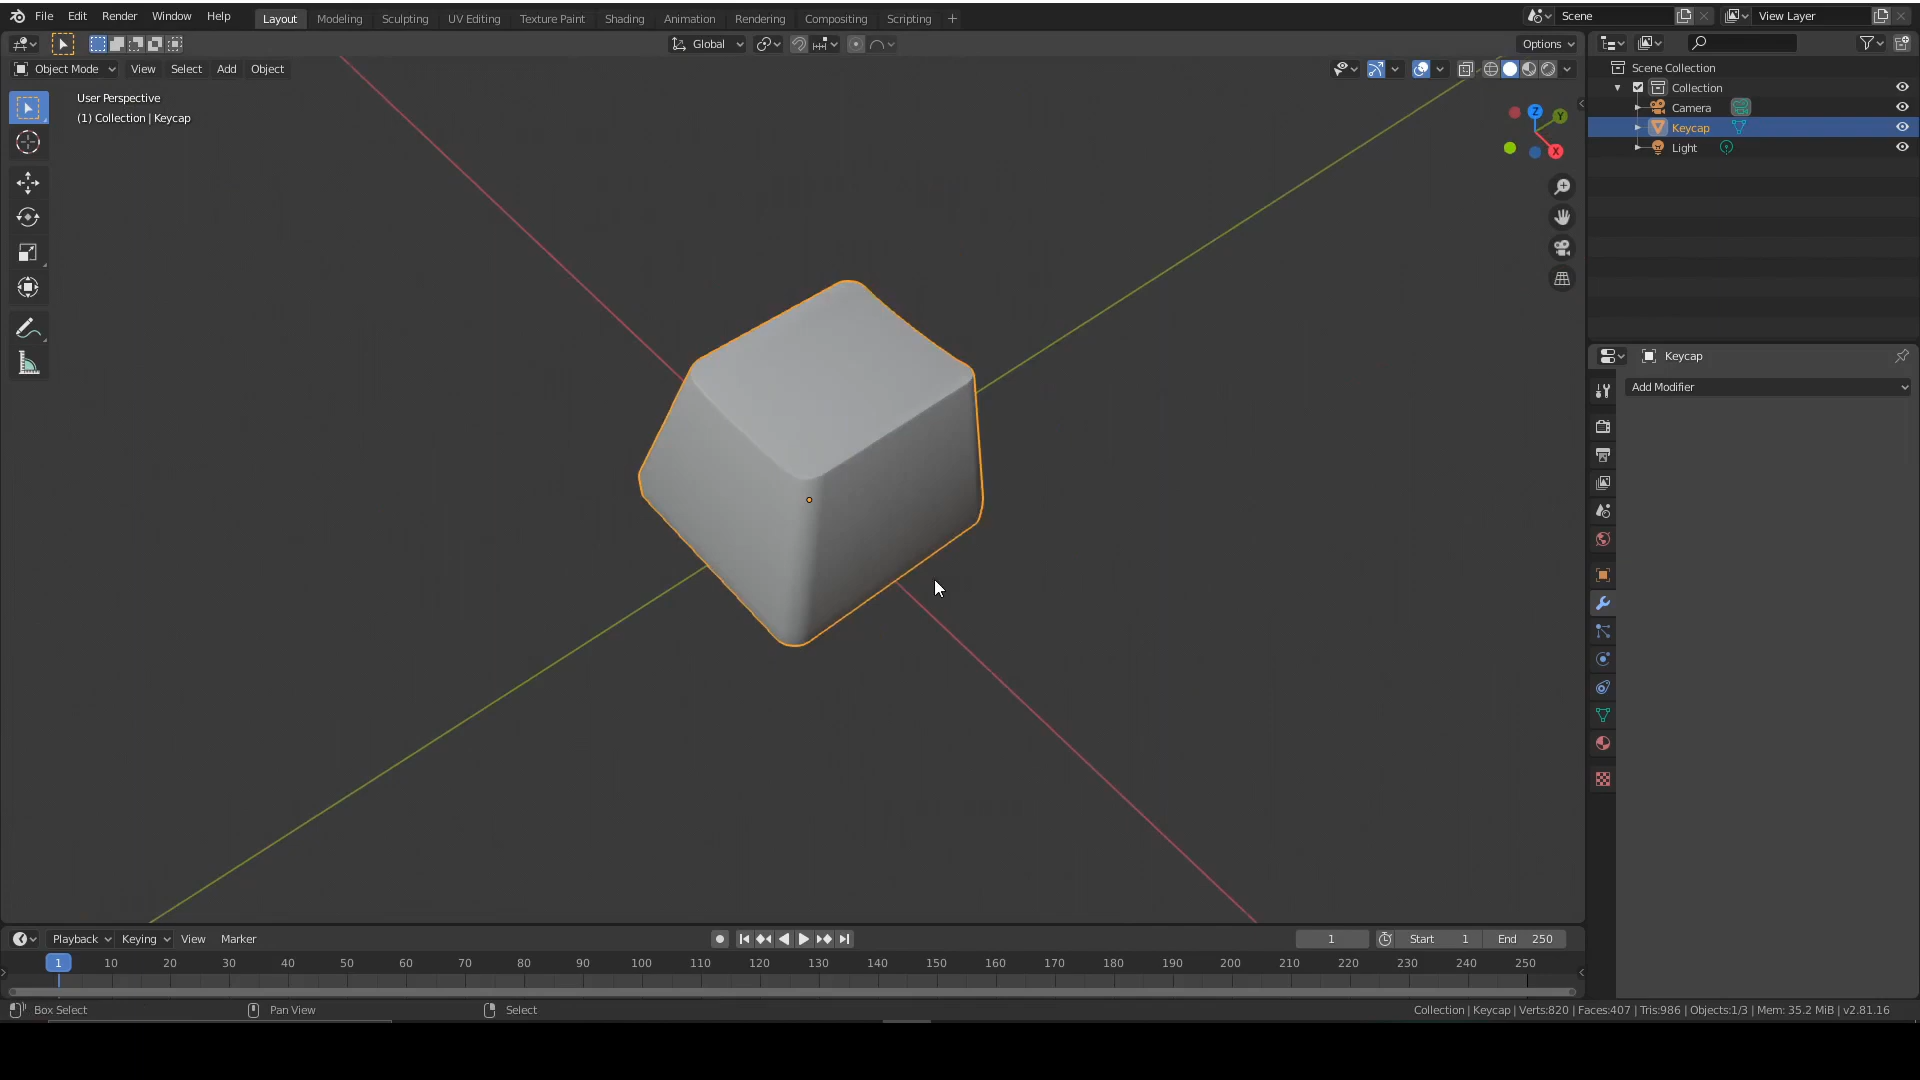 File Edit Render Window Help Layout Modeling Sculpting UV Editing Texture Paint Shading Animation Rendering Compositing Scripting + Scene View Layer
Global Options
Object Mode View Select Add Object
User Perspective
(1) Collection | Keycap
Z Y X
Scene Collection
Collection
Camera
Keycap
Light
Keycap
Add Modifier
Playback Keying View Marker 1 Start 1 End 250
1 10 20 30 40 50 60 70 80 90 100 110 120 130 140 150 160 170 180 190 200 210 220 230 240 250
Box Select Pan View Select Collection | Keycap | Verts:820 | Faces:407 | Tris:986 | Objects:1/3 | Mem: 35.2 MiB | v2.81.16